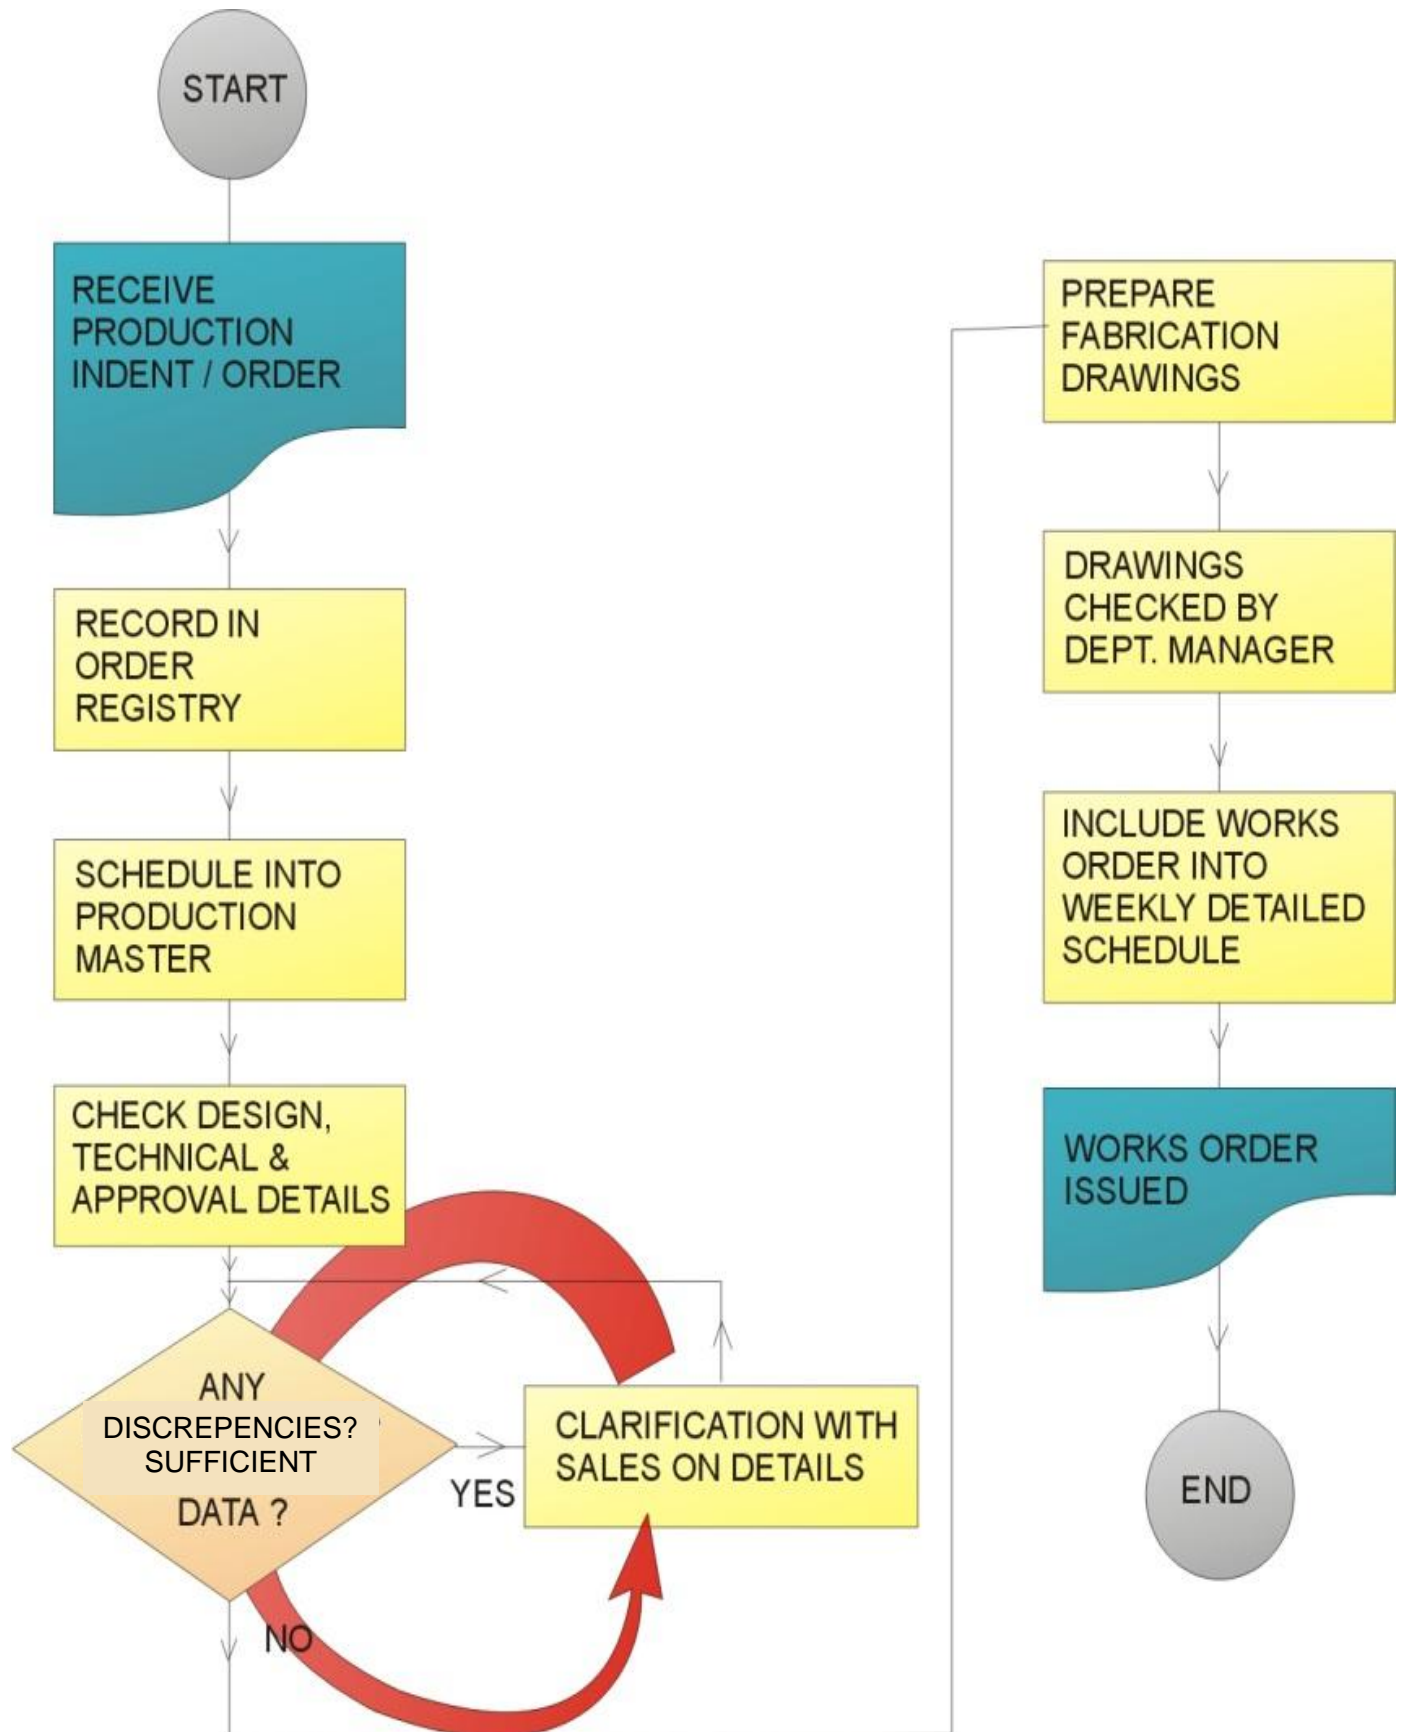 START
RECEIVE
PRODUCTION
INDENT / ORDER
RECORD IN
ORDER
REGISTRY
SCHEDULE INTO
PRODUCTION
MASTER
CHECK DESIGN,
TECHNICAL &
APPROVAL DETAILS
ANY
DISCREPENCIES?
SUFFICIENT
DATA ?
YES
CLARIFICATION WITH
SALES ON DETAILS
NO
PREPARE
FABRICATION
DRAWINGS
DRAWINGS
CHECKED BY
DEPT. MANAGER
INCLUDE WORKS
ORDER INTO
WEEKLY DETAILED
SCHEDULE
WORKS ORDER
ISSUED
END